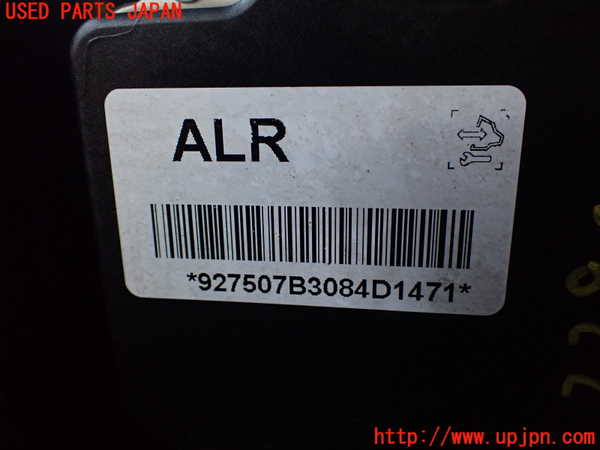 USED PARTS JAPAN
ALR
*927507B3084D1471*
http://www.upjpn.com/